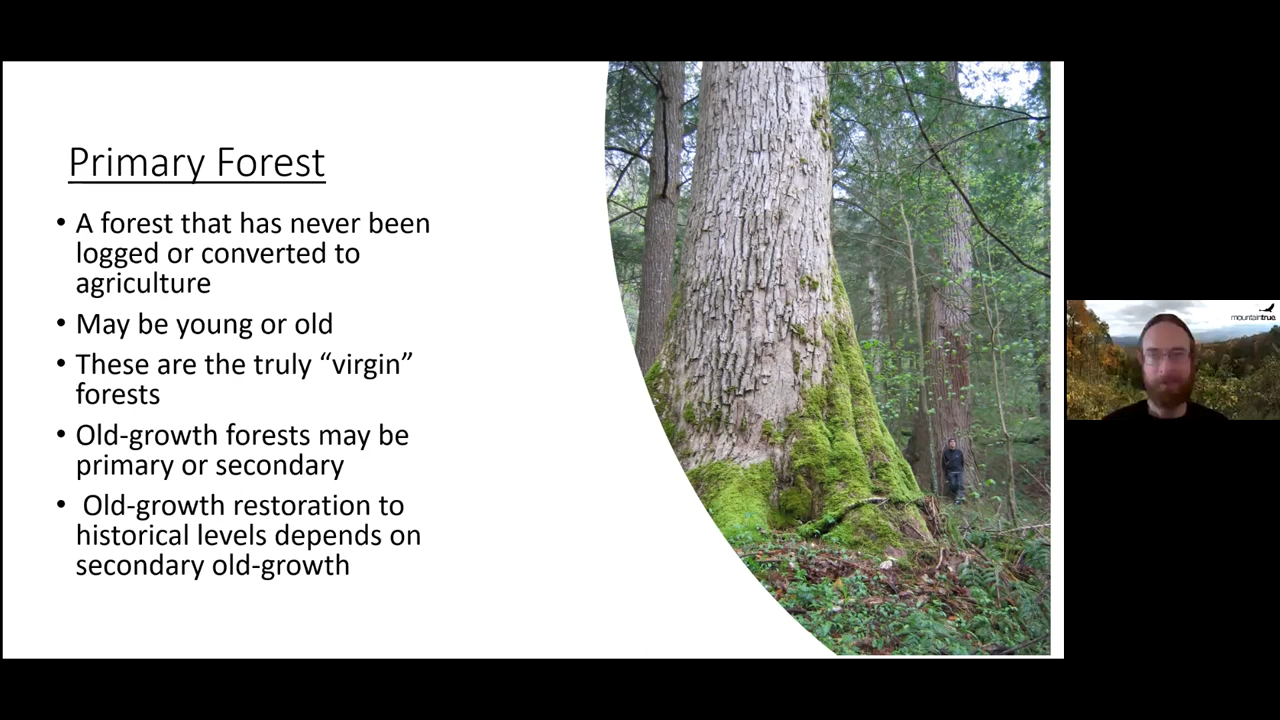 Primary Forest
• A forest that has never been
logged or converted to
agriculture
• May be young or old
• These are the truly “virgin”
forests
• Old-growth forests may be
primary or secondary
• Old-growth restoration to
historical levels depends on
secondary old-growth
mountaintrue